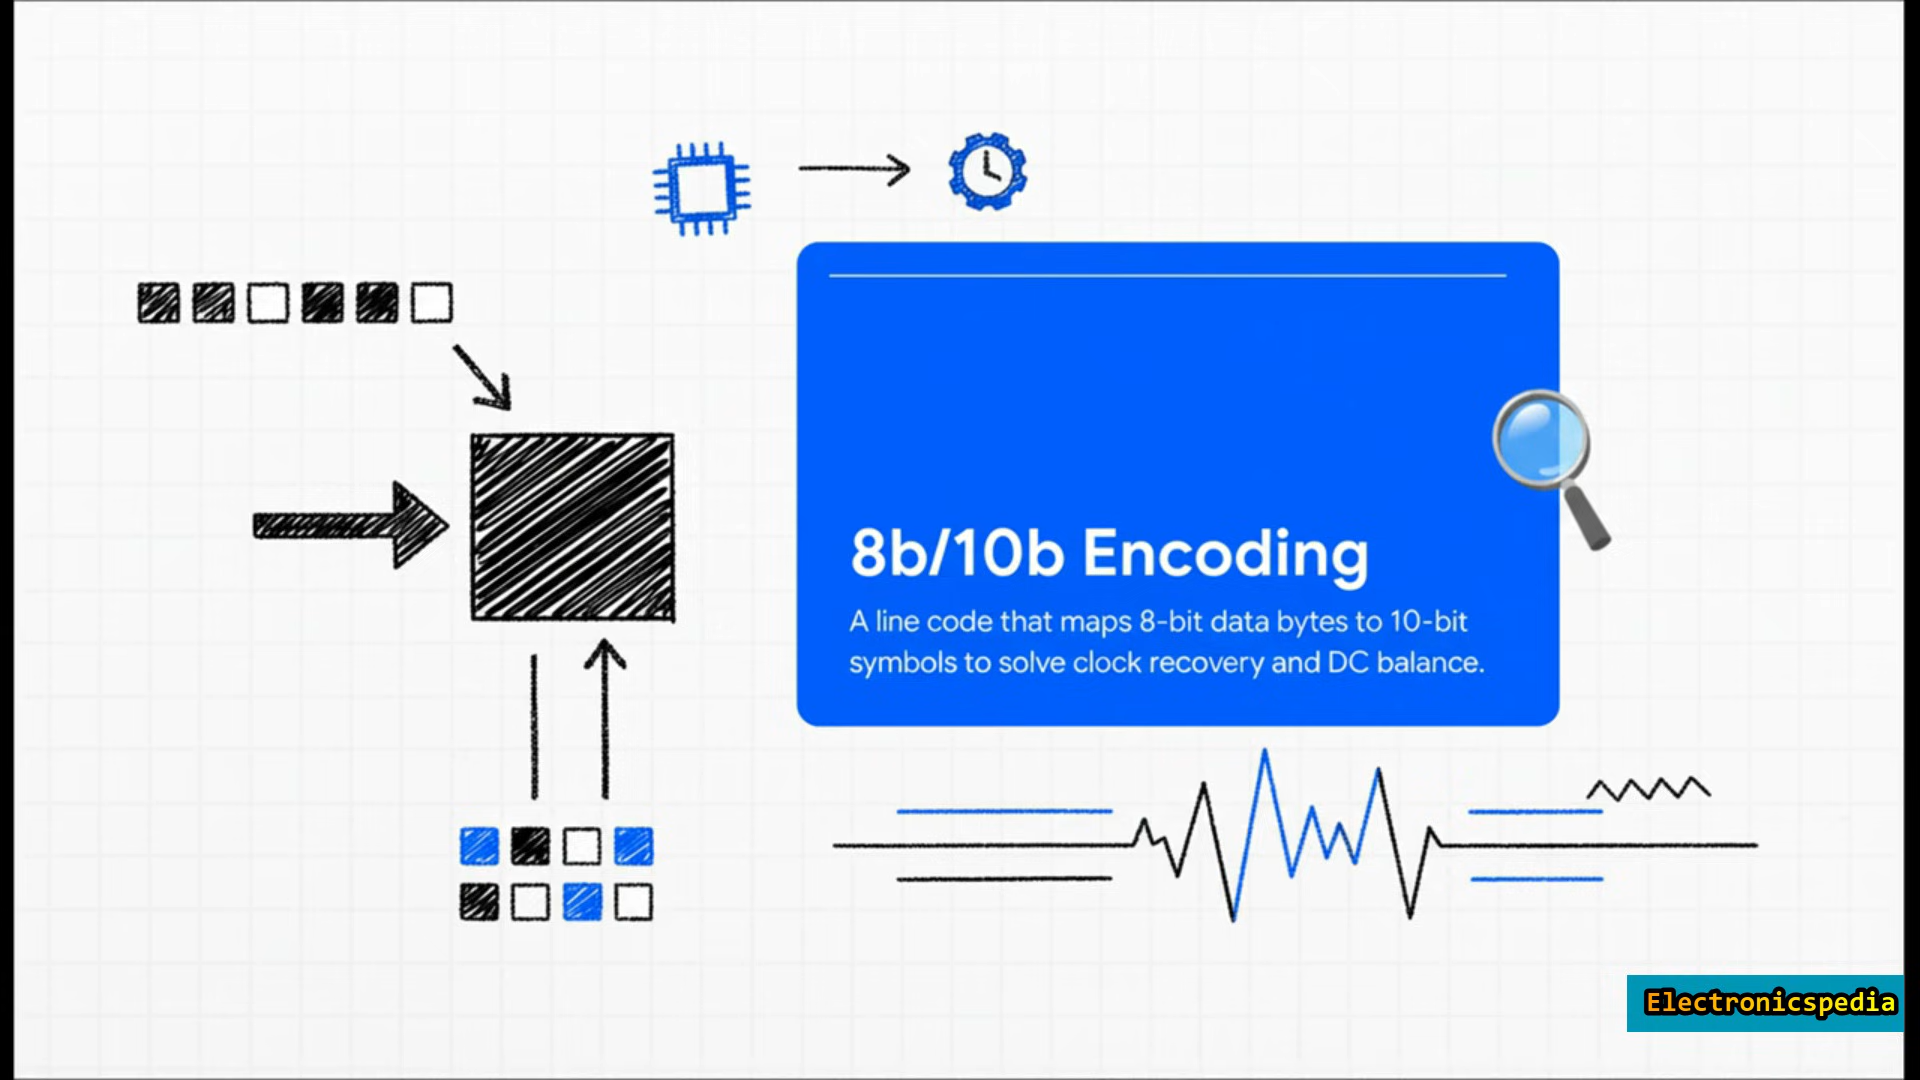 8b/10b Encoding
A line code that maps 8-bit data bytes to 10-bit
symbols to solve clock recovery and DC balance.
Electronicspedia